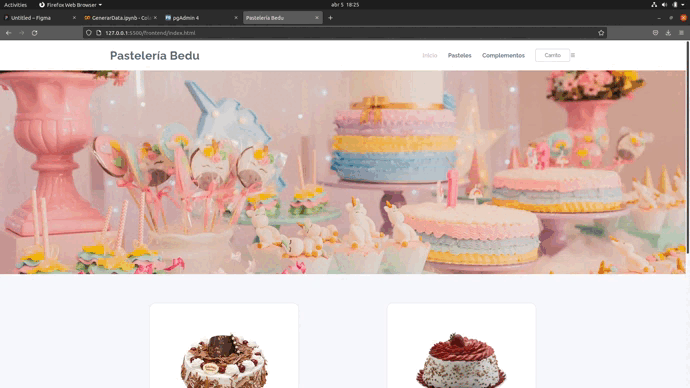 Activities
Firefox Web Browser
abr 5 18:25
Untitled – Figma
GenerarData.ipynb - Cola
pgAdmin 4
Pastelería Bedu
127.0.0.1:5500/frontend/index.html
Pastelería Bedu
Inicio
Pasteles
Complementos
Carrito